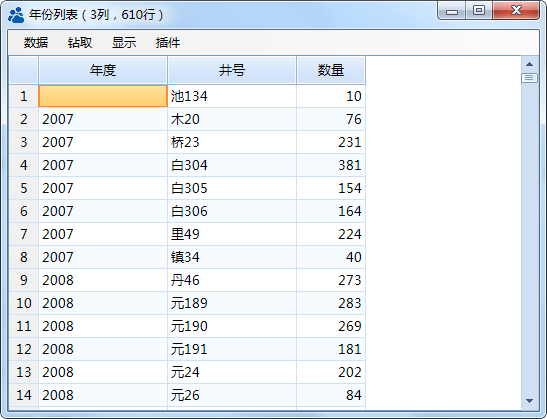 年份列表（3列，610行）
数据 钻取 显示 插件
年度 井号 数量
1 池134 10
2 2007 木20 76
3 2007 桥23 231
4 2007 白304 381
5 2007 白305 154
6 2007 白306 164
7 2007 里49 224
8 2007 镇34 40
9 2008 丹46 273
10 2008 元189 283
11 2008 元190 269
12 2008 元191 181
13 2008 元24 202
14 2008 元26 84